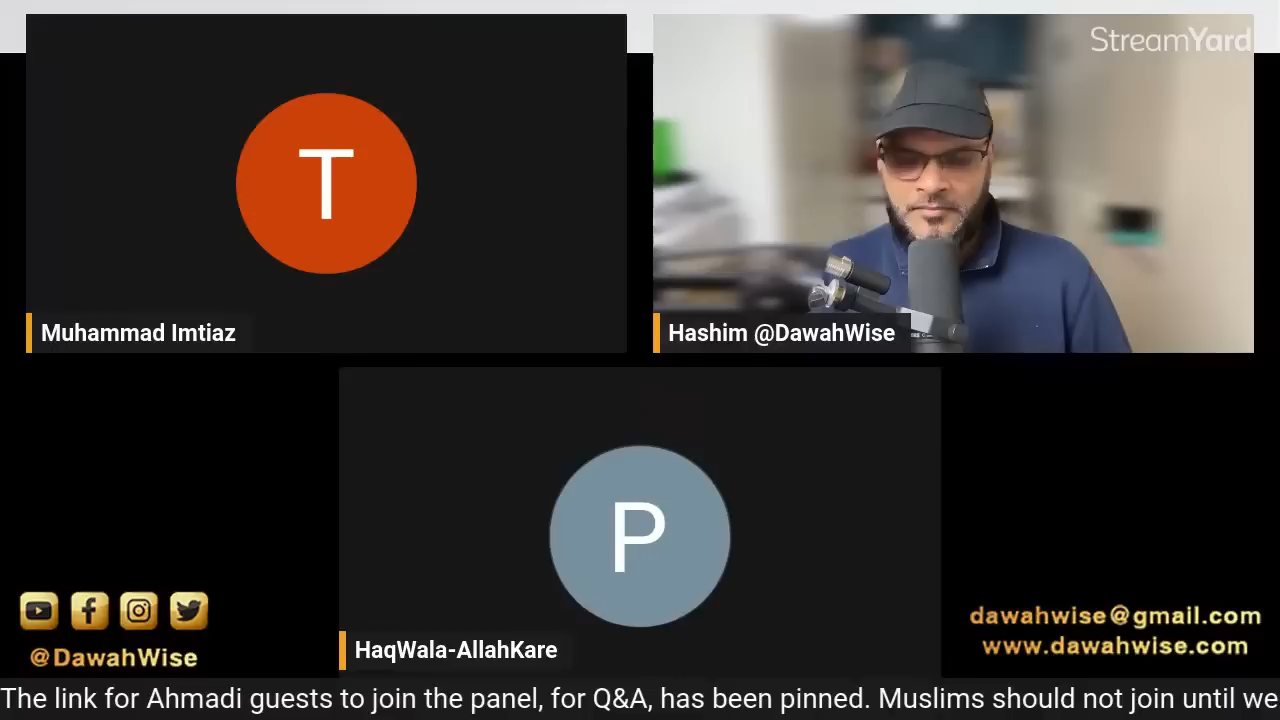 StreamYard
T
Muhammad Imtiaz
Hashim @DawahWise
P
HaqWala-AllahKare
@DawahWise
dawahwise@gmail.com
www.dawahwise.com
The link for Ahmadi guests to join the panel, for Q&A, has been pinned. Muslims should not join until we